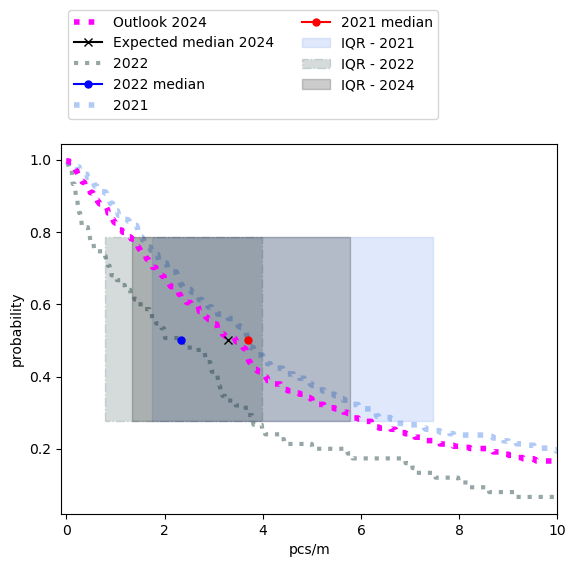 Outlook 2024
Expected median 2024
2022
2022 median
2021
2021 median
IQR - 2021
IQR - 2022
IQR - 2024
1.0
0.8
0.6
0.4
0.2
probability
0 2 4 6 8 10
pcs/m